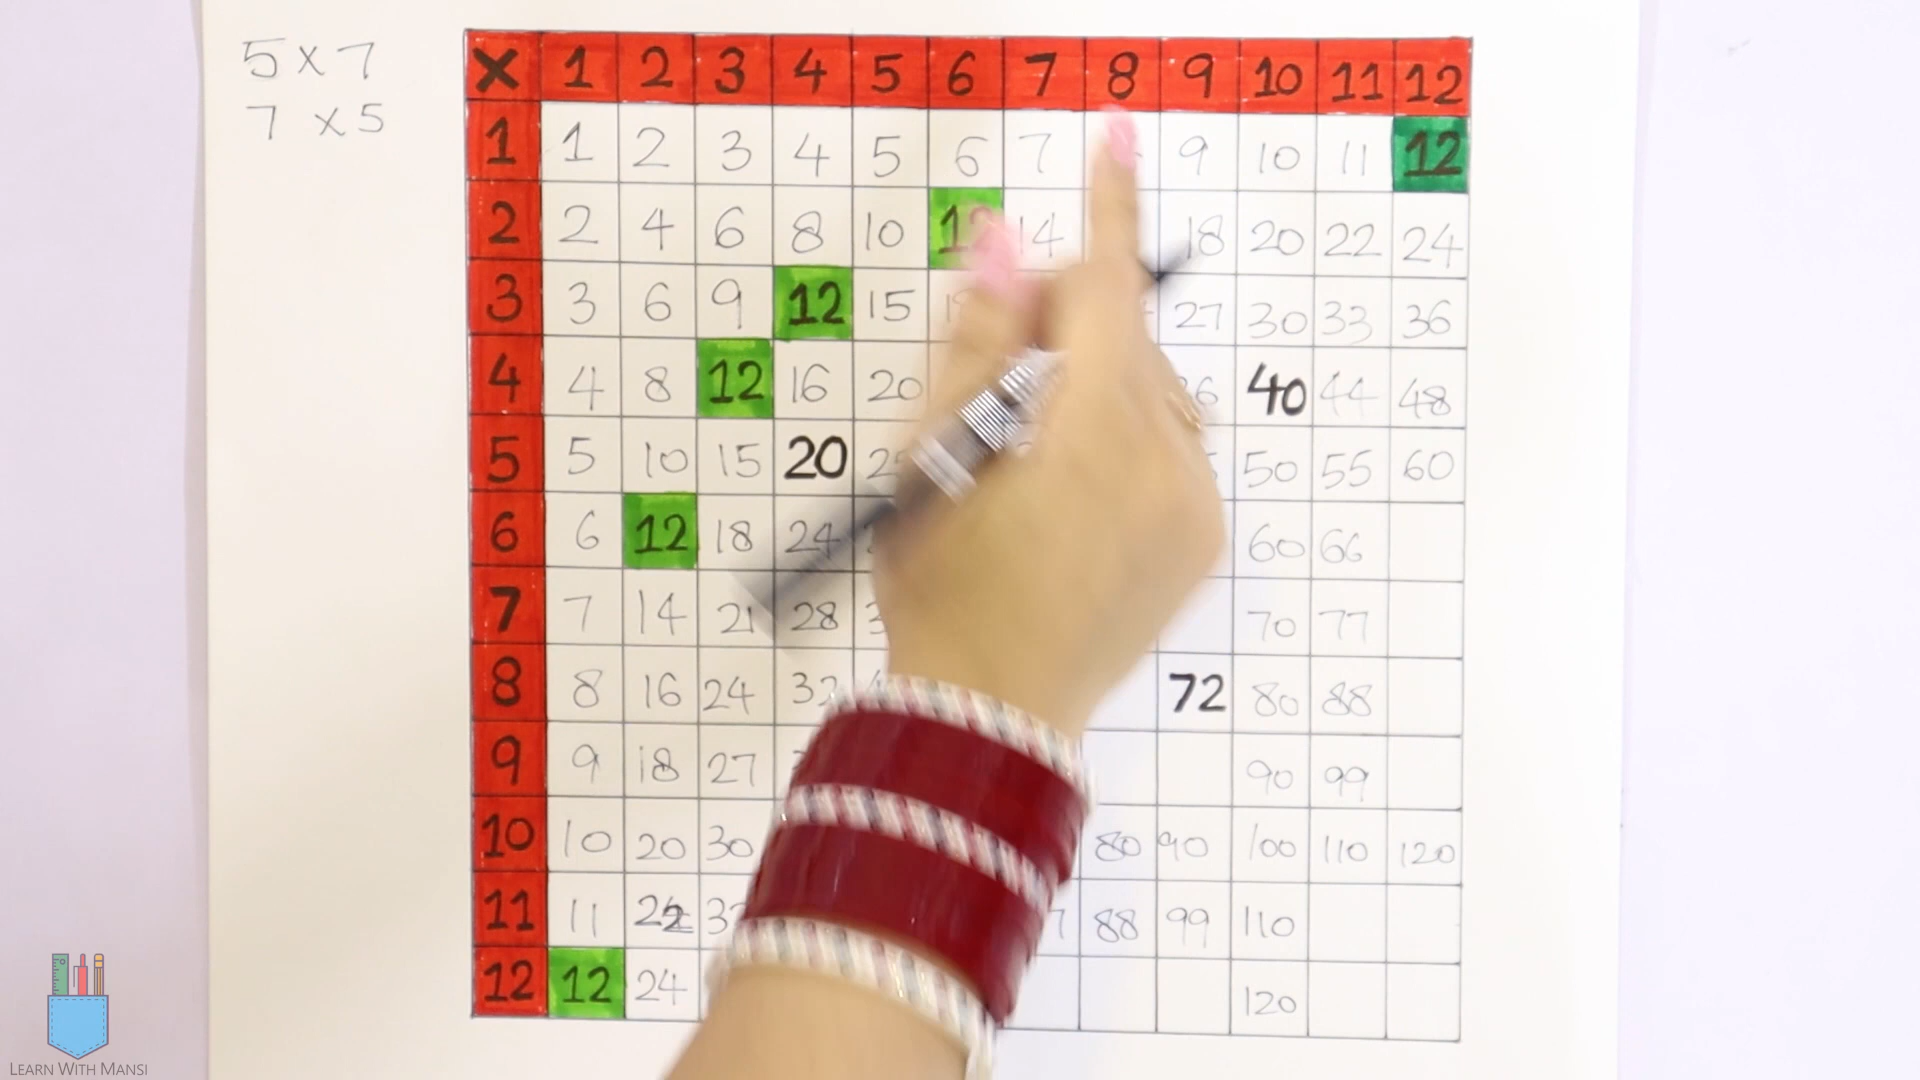 5 x 7
7 x 5
X 1 2 3 4 5 6 7 8 9 10 11 12
1 1 2 3 4 5 6 7 9 10 11 12
2 2 4 6 8 10 14 18 20 22 24
3 3 6 9 12 15 27 30 33 36
4 4 8 12 16 20 40 44 48
5 5 10 15 20 50 55 60
6 6 12 18 24 60 66
7 7 14 21 28 70 77
8 8 16 24 32 72 80 88
9 9 18 27 90 99
10 10 20 30 80 90 100 110 120
11 11 22 88 99 110
12 12 24 120
LEARN WITH MANSI